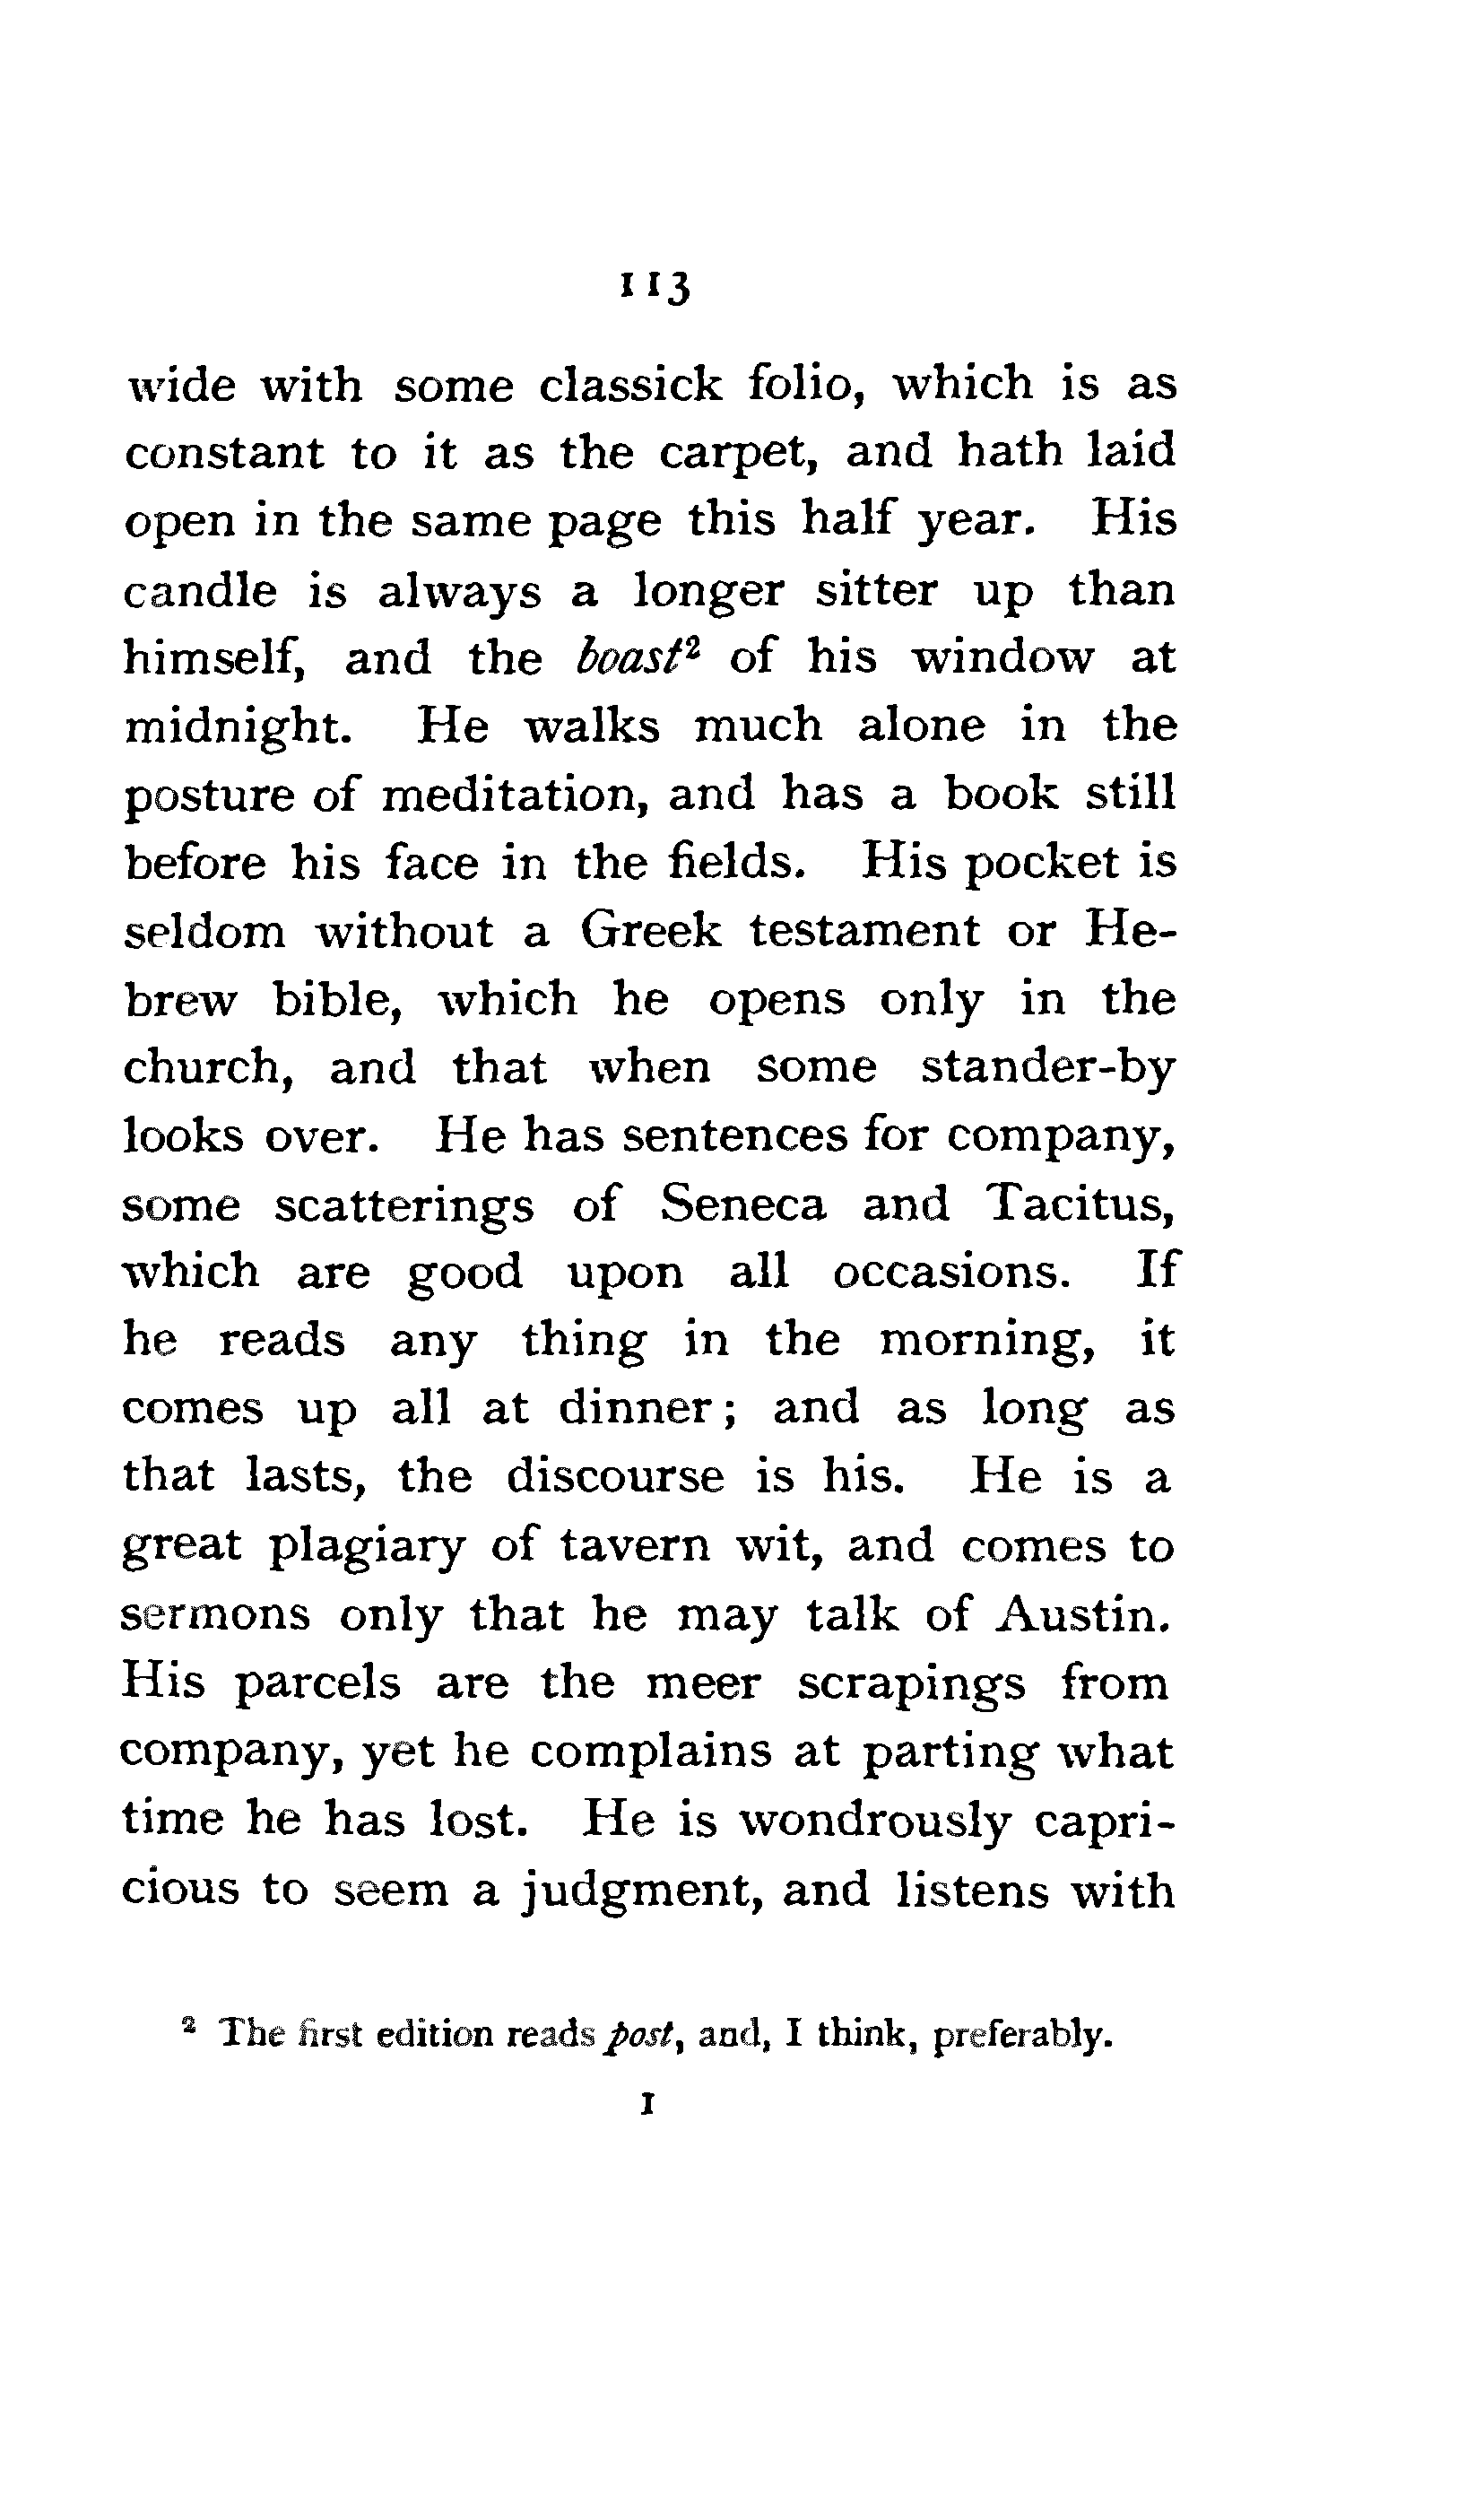 113
wide with some classick folio, which is as
constant to it as the carpet, and hath laid
open in the same page this half year. His
candle is always a longer sitter up than
himself, and the boast² of his window at
midnight. He walks much alone in the
posture of meditation, and has a book still
before his face in the fields. His pocket is
seldom without a Greek testament or He-
brew bible, which he opens only in the
church, and that when some stander-by
looks over. He has sentences for company,
some scatterings of Seneca and Tacitus,
which are good upon all occasions. If
he reads any thing in the morning, it
comes up all at dinner; and as long as
that lasts, the discourse is his. He is a
great plagiary of tavern wit, and comes to
sermons only that he may talk of Austin.
His parcels are the meer scrapings from
company, yet he complains at parting what
time he has lost. He is wondrously capri-
cious to seem a judgment, and listens with
² The first edition reads post, and, I think, preferably.
I